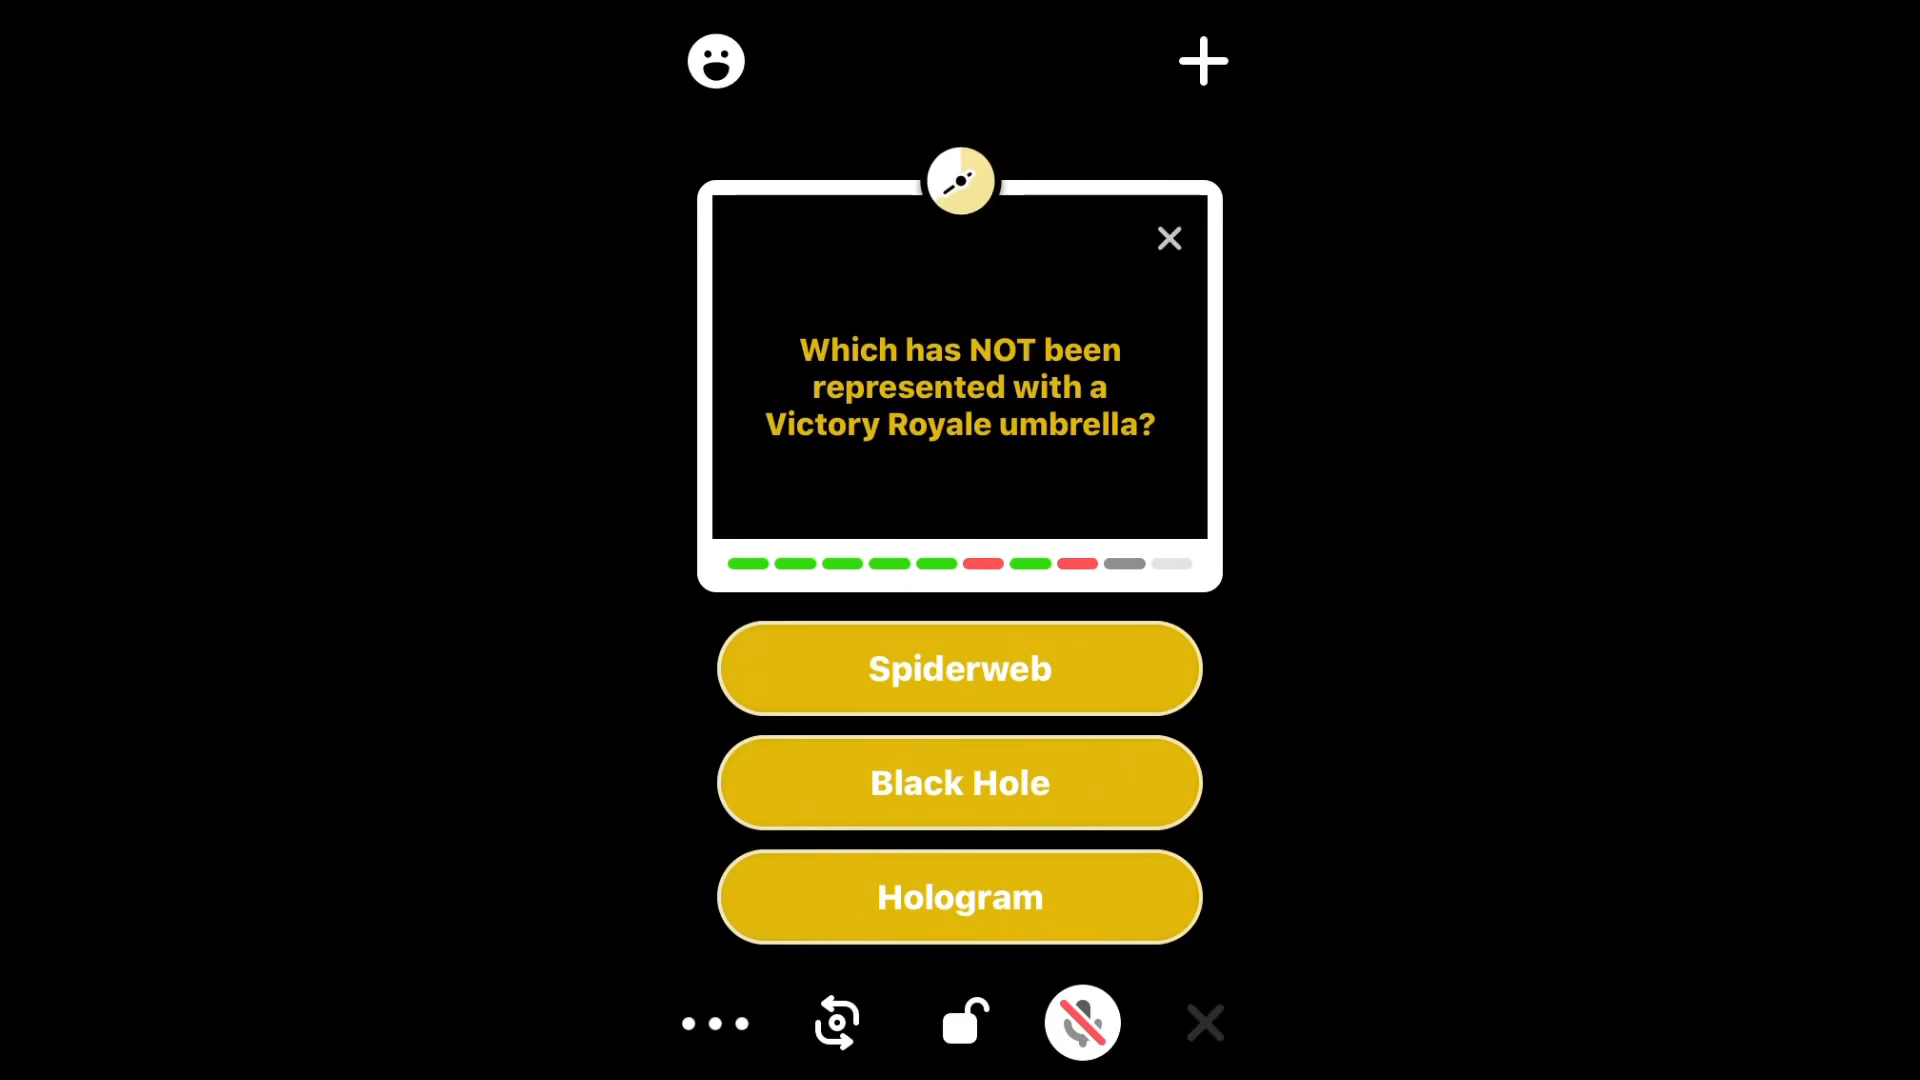 Which has NOT been
represented with a
Victory Royale umbrella?
Spiderweb
Black Hole
Hologram